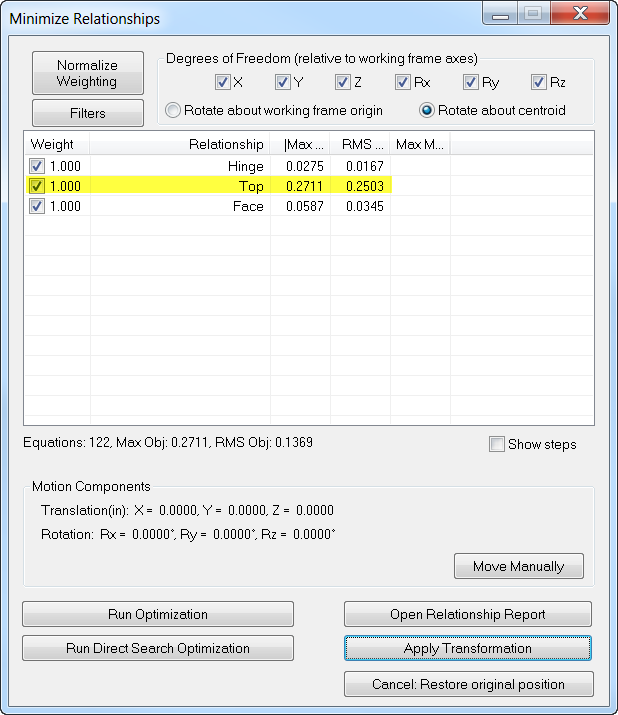 Minimize Relationships
Normalize
Weighting
Filters
Degrees of Freedom (relative to working frame axes)
X Y Z Rx Ry Rz
Rotate about working frame origin Rotate about centroid
Weight Relationship |Max ... RMS ... Max M...
1.000 Hinge 0.0275 0.0167
1.000 Top 0.2711 0.2503
1.000 Face 0.0587 0.0345
Equations: 122, Max Obj: 0.2711, RMS Obj: 0.1369
Show steps
Motion Components
Translation(in): X = 0.0000, Y = 0.0000, Z = 0.0000
Rotation: Rx = 0.0000°, Ry = 0.0000°, Rz = 0.0000°
Move Manually
Run Optimization Open Relationship Report
Run Direct Search Optimization Apply Transformation
Cancel: Restore original position